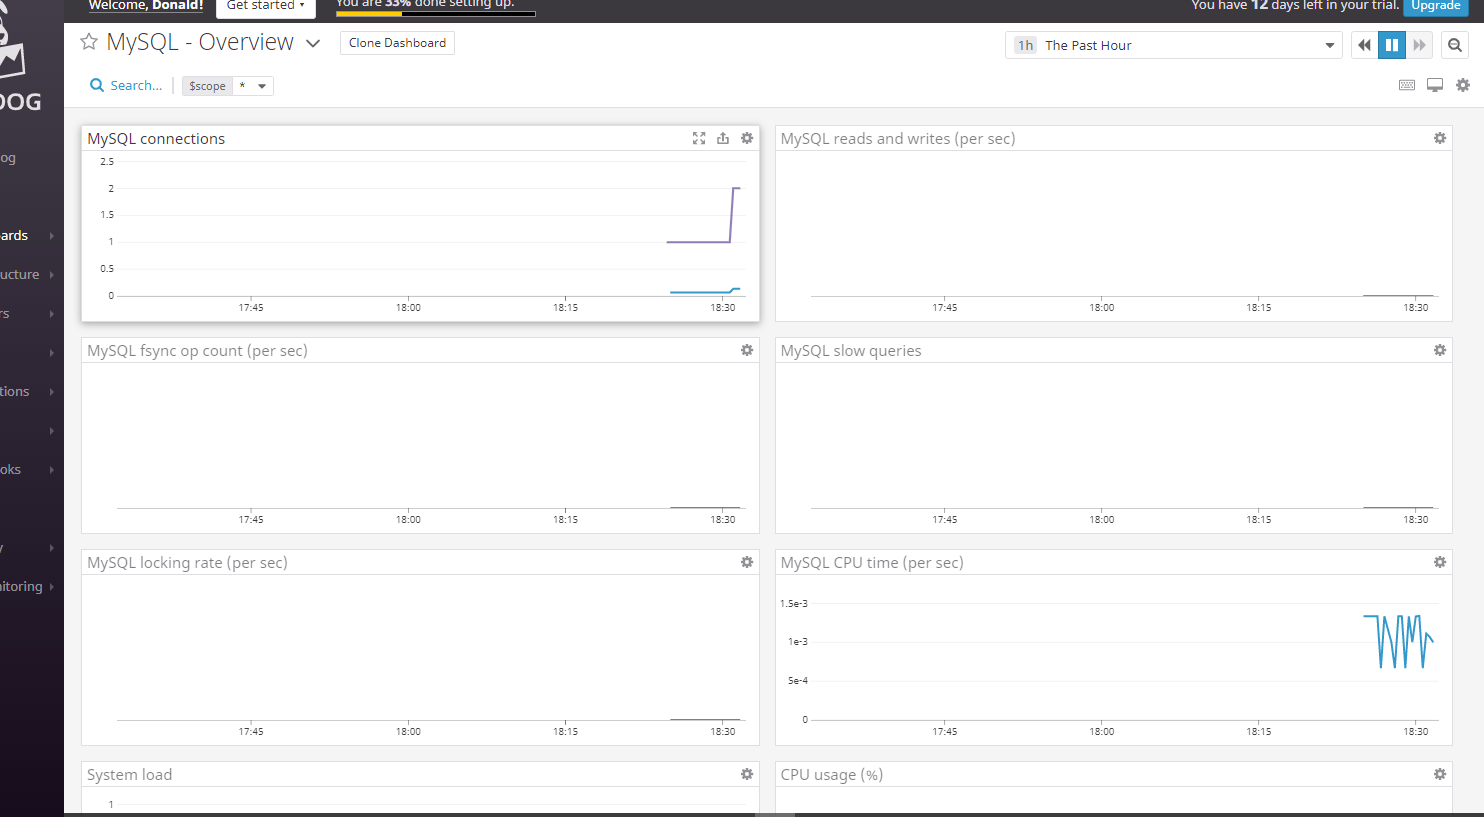 Welcome, Donald!
Get started
You are 33% done setting up.
You have 12 days left in your trial.
Upgrade
MySQL - Overview
Clone Dashboard
1h The Past Hour
Search...
$scope *
OG
og
ards
ucture
rs
tions
oks
y
itoring
MySQL connections
2.5
2
1.5
1
0.5
0
17:45 18:00 18:15 18:30
MySQL reads and writes (per sec)
17:45 18:00 18:15 18:30
MySQL fsync op count (per sec)
17:45 18:00 18:15 18:30
MySQL slow queries
17:45 18:00 18:15 18:30
MySQL locking rate (per sec)
17:45 18:00 18:15 18:30
MySQL CPU time (per sec)
1.5e-3
1e-3
5e-4
0
17:45 18:00 18:15 18:30
System load
1
CPU usage (%)